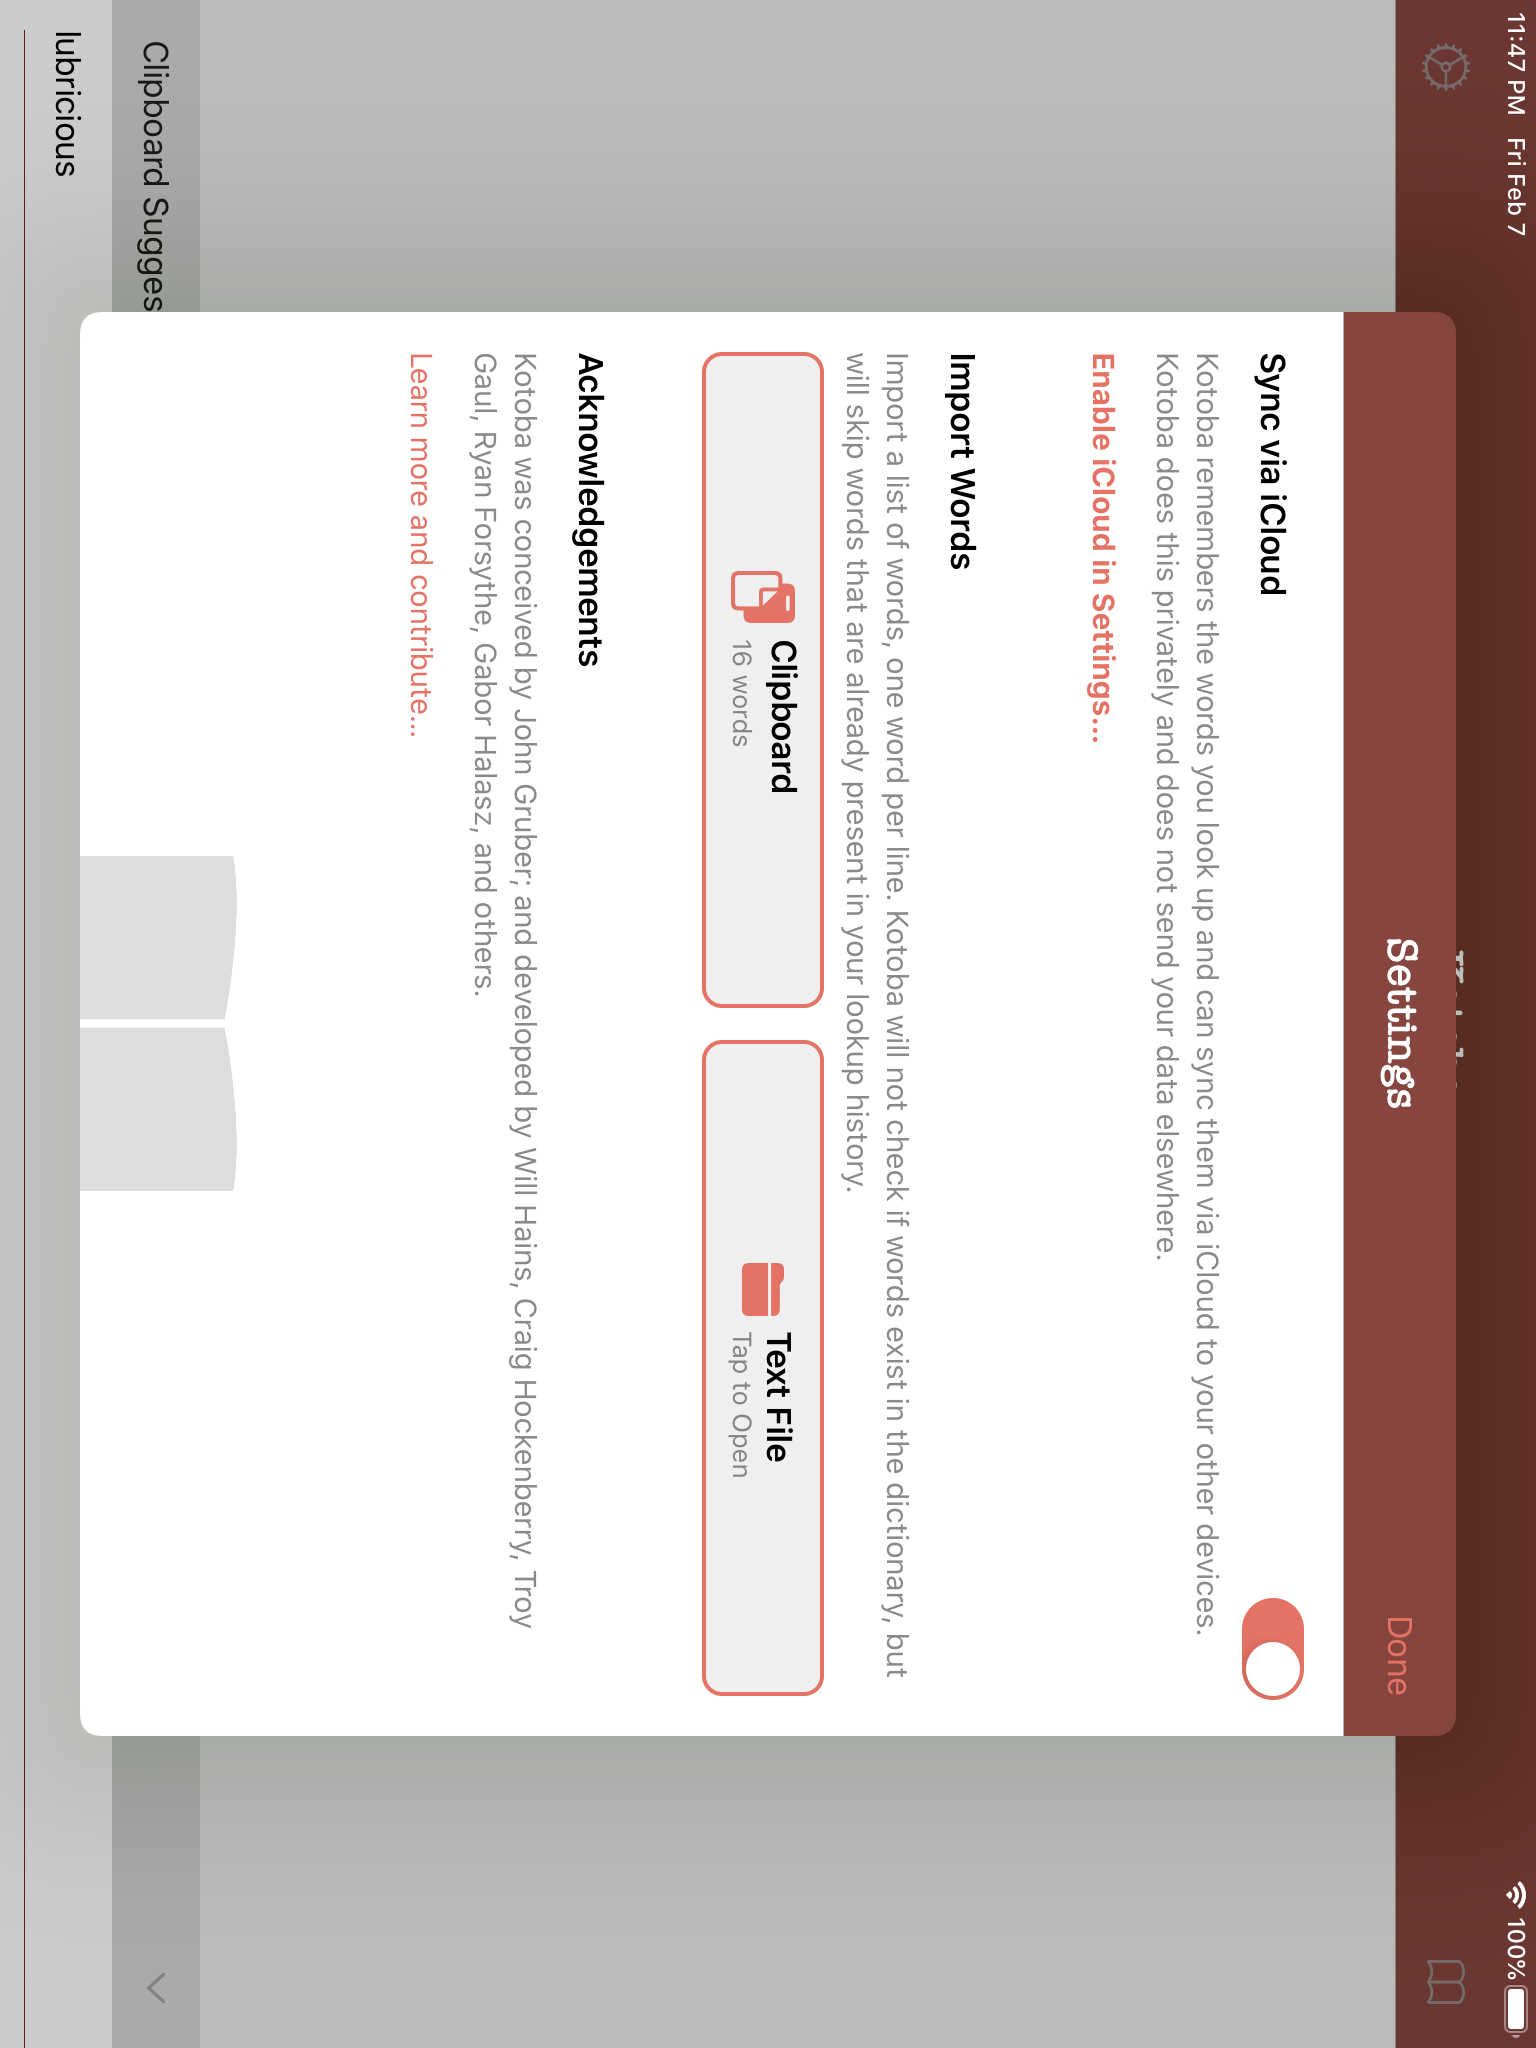 11:47 PM Fri Feb 7
100%
Settings
Done
Sync via iCloud
Kotoba remembers the words you look up and can sync them via iCloud to your other devices.
Kotoba does this privately and does not send your data elsewhere.
Enable iCloud in Settings...
Import Words
Import a list of words, one word per line. Kotoba will not check if words exist in the dictionary, but
will skip words that are already present in your lookup history.
Clipboard
16 words
Text File
Tap to Open
Acknowledgements
Kotoba was conceived by John Gruber; and developed by Will Hains, Craig Hockenberry, Troy
Gaul, Ryan Forsythe, Gabor Halasz, and others.
Learn more and contribute...
Clipboard Sugges
lubricious